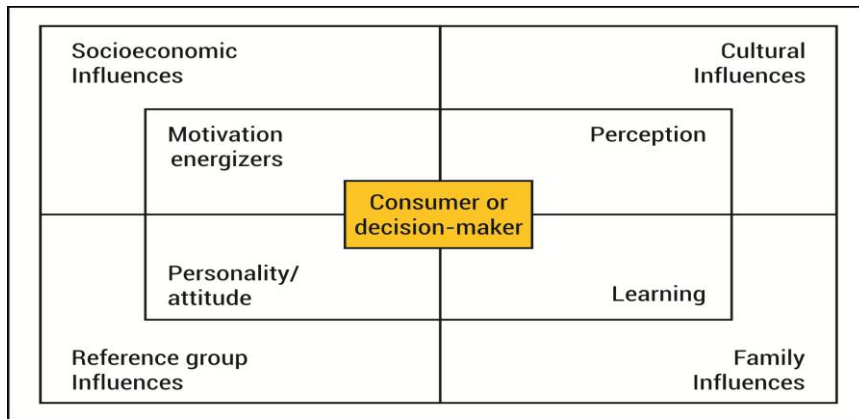 Socioeconomic
Influences
Cultural
Influences
Motivation
energizers
Perception
Consumer or
decision-maker
Personality/
attitude
Learning
Reference group
Influences
Family
Influences